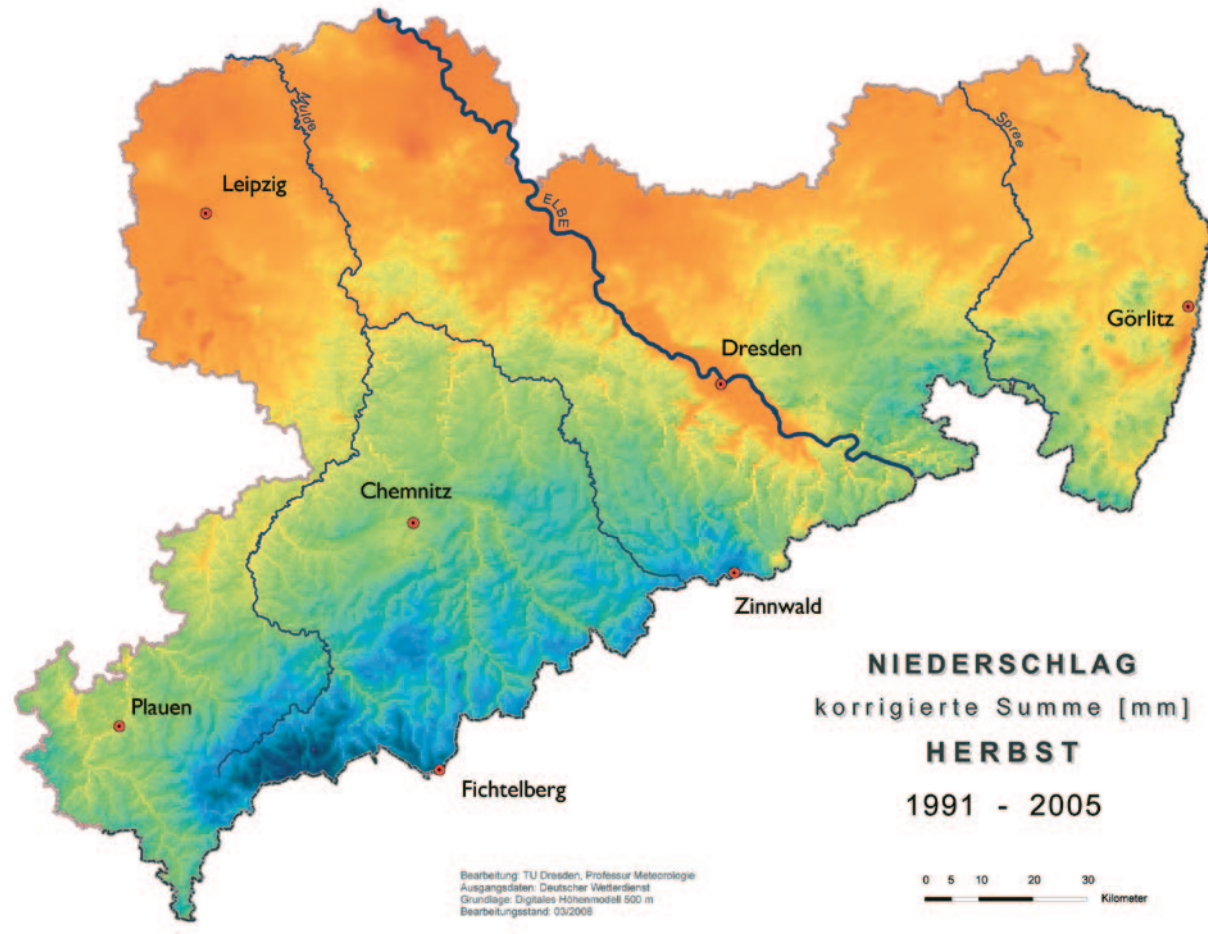 Mulde
Spree
Leipzig
ELBE
Görlitz
Dresden
Chemnitz
Zinnwald
Plauen
Fichtelberg
NIEDERSCHLAG
korrigierte Summe [mm]
HERBST
1991 - 2005
Bearbeitung: TU Dresden, Professur Meteorologie
Ausgangsdaten: Deutscher Wetterdienst
Grundlage: Digitales Höhenmodell 500 m
Bearbeitungsstand: 03/2008
0 5 10 20 30
Kilometer